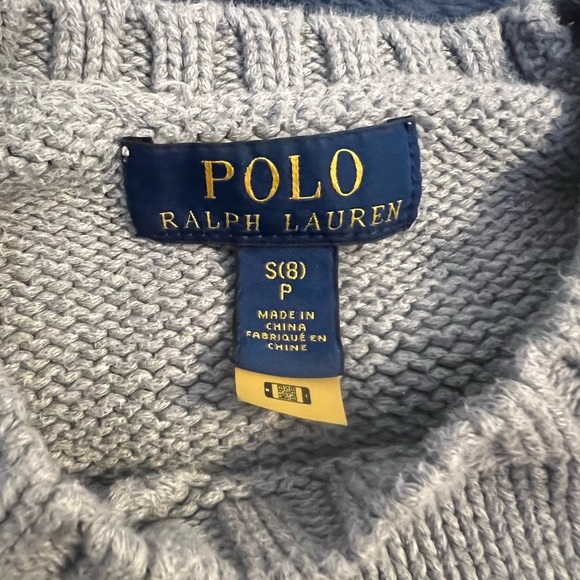 POLO
RALPH LAUREN
S(8)
P
MADE IN
CHINA
FABRIQUÉ EN
CHINE